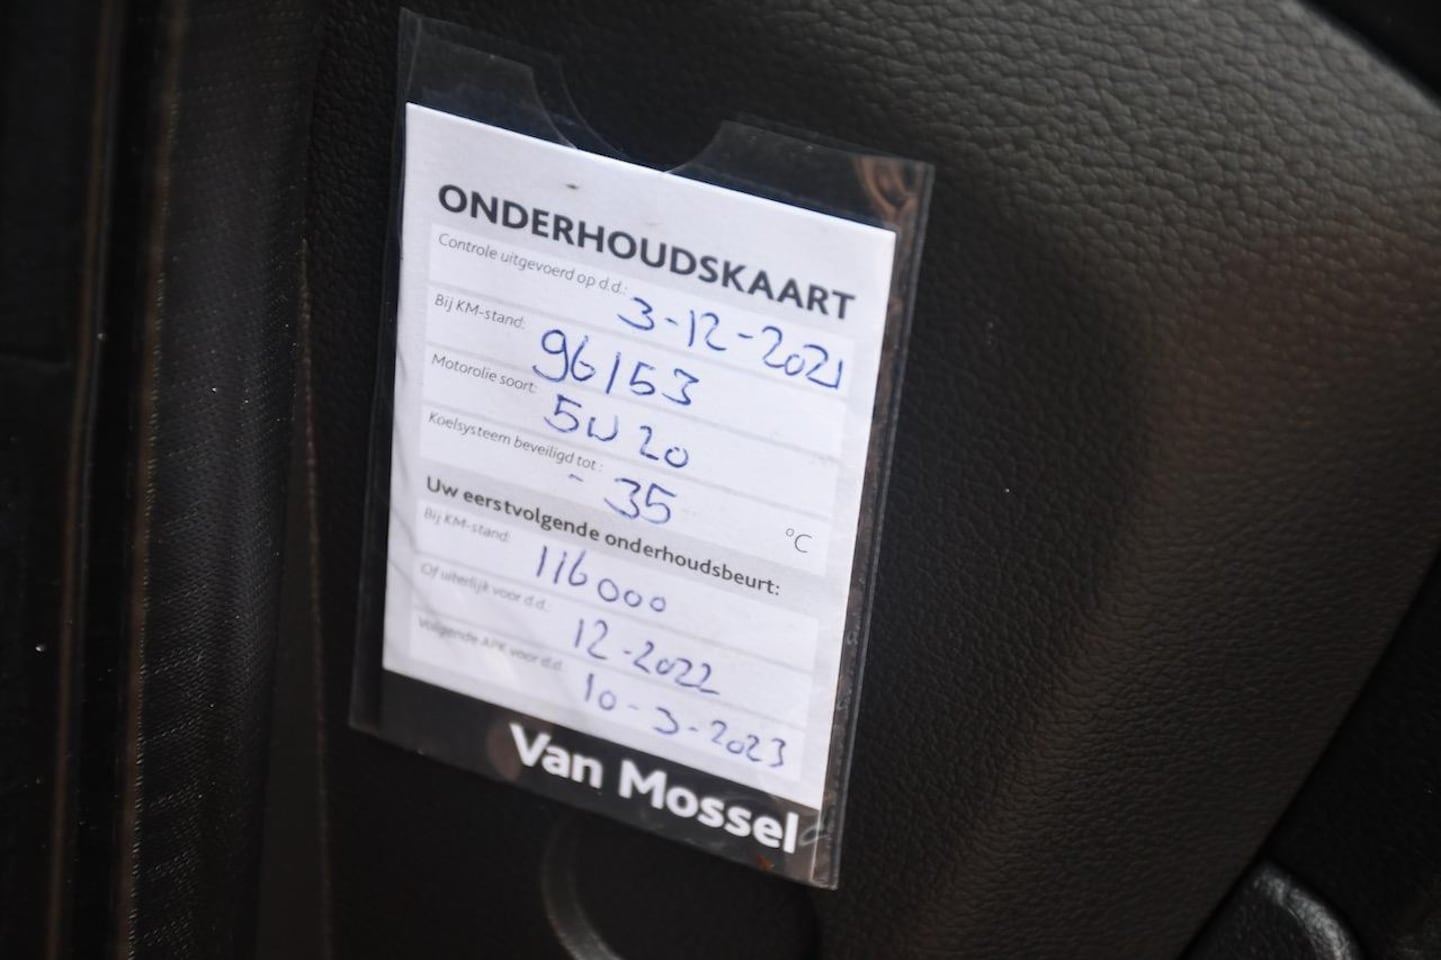 ONDERHOUDSKAART
Controle uitgevoerd op d.d.: 3-12-2021
Bij KM-stand: 96153
Motorolie soort: 5W20
Koelsysteem beveiligd tot: -35 °C
Uw eerstvolgende onderhoudsbeurt:
Bij KM-stand: 116000
Of uiterlijk voor d.d.: 12-2022
Volgende APK voor d.d. 10-3-2023
Van Mossel